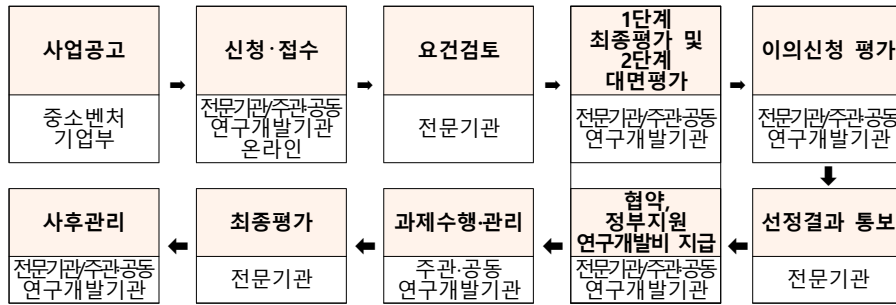 사업공고
중소벤처
기업부
신청·접수
전문기관/주관·공동
연구개발기관
온라인
요건검토
전문기관
1단계
최종평가 및
2단계
대면평가
전문기관/주관·공동
연구개발기관
이의신청 평가
전문기관/주관·공동
연구개발기관
사후관리
전문기관/주관·공동
연구개발기관
최종평가
전문기관
과제수행·관리
주관·공동
연구개발기관
협약,
정부지원
연구개발비 지급
전문기관/주관·공동
연구개발기관
선정결과 통보
전문기관